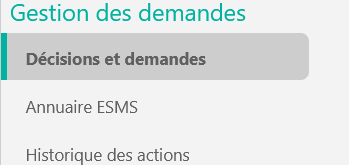 Gestion des demandes
Décisions et demandes
Annuaire ESMS
Historique des actions